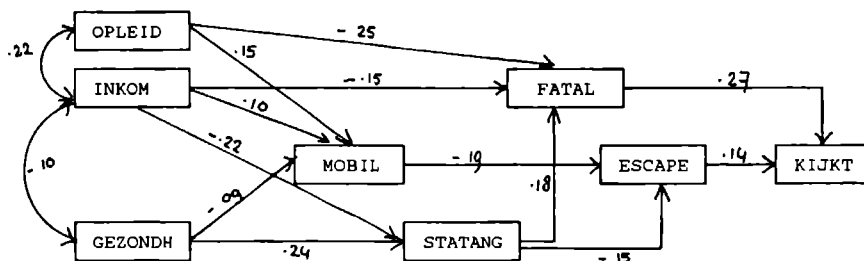 OPLEID
-.25
.22
.15
INKOM
-.15
FATAL
.27
.10
-.22
-.10
MOBIL
-.19
ESCAPE
.14
KIJKT
-.09
.18
GEZONDH
.24
STATANG
-.15